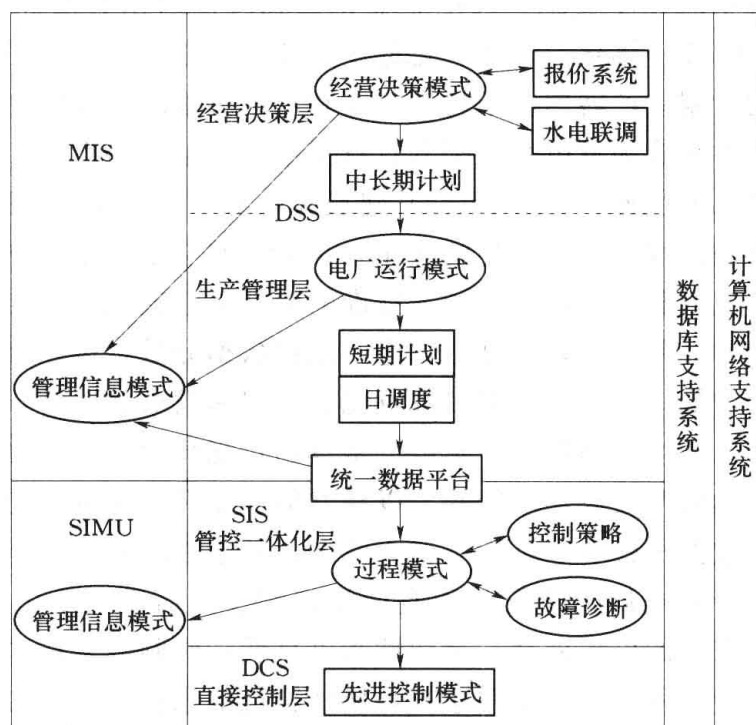 经营决策模式
报价系统
经营决策层
水电联调
MIS
中长期计划
DSS
电厂运行模式
生产管理层
短期计划
管理信息模式
日调度
统一数据平台
SIS
SIMU
控制策略
管控一体化层
过程模式
管理信息模式
故障诊断
DCS
直接控制层
先进控制模式
数据库支持系统
计算机网络支持系统